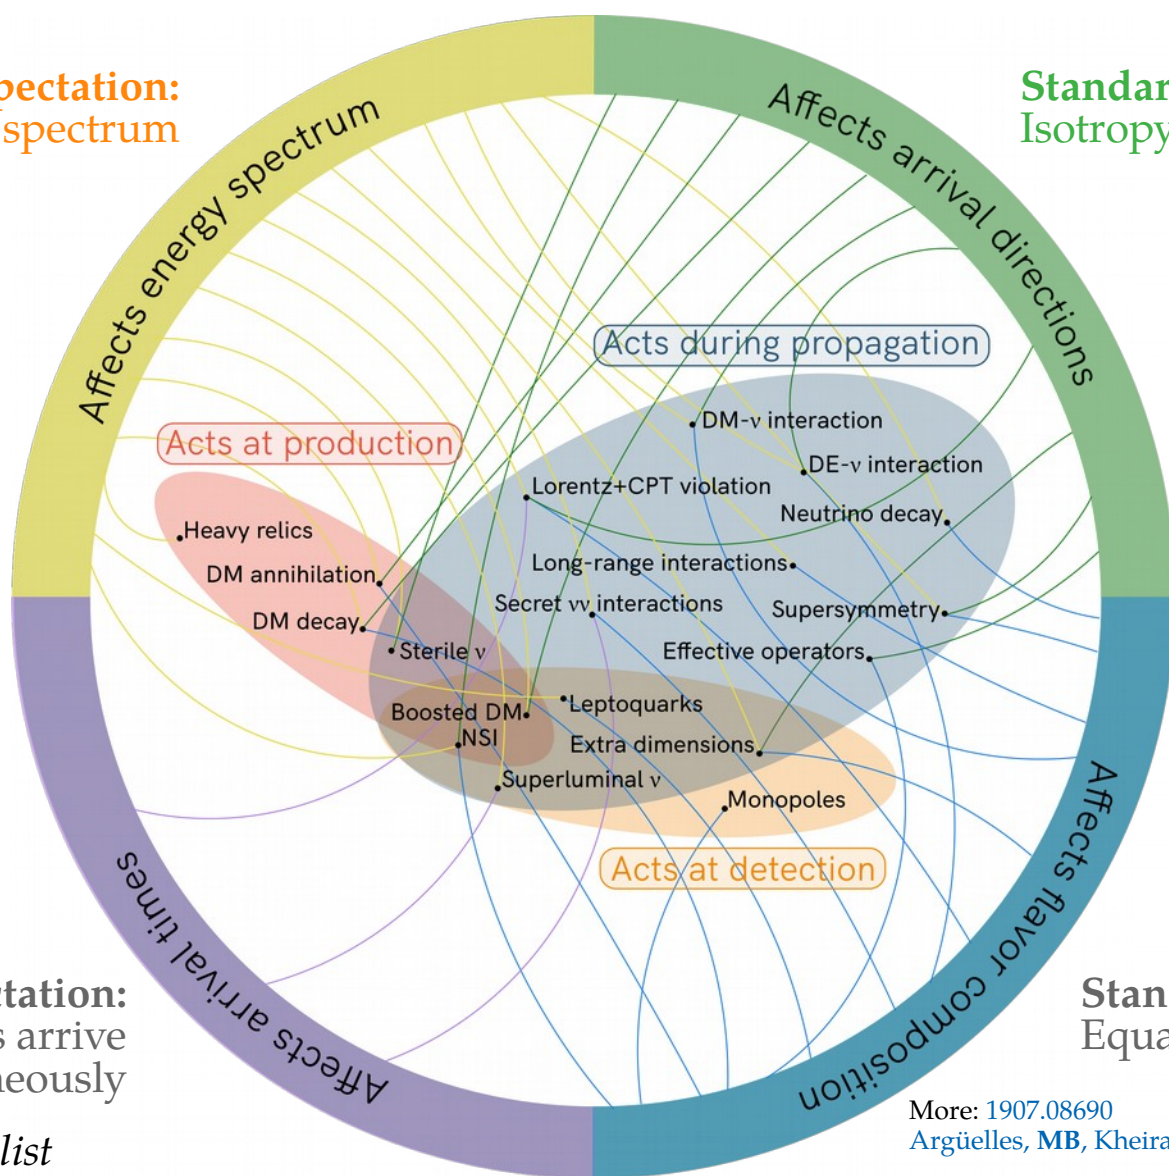 pectation:
spectrum
Standar
Isotropy
Affects energy spectrum
Affects arrival directions
Acts during propagation
Acts at production
DM-ν interaction
DE-ν interaction
Lorentz+CPT violation
Neutrino decay
Heavy relics
Long-range interactions
DM annihilation
Secret νν interactions
Supersymmetry
DM decay
Sterile ν
Effective operators
Leptoquarks
Boosted DM
NSI
Extra dimensions
Superluminal ν
Monopoles
Acts at detection
Affects arrival times
Affects flavor composition
tation:
s arrive
neously
list
Stan
Equa
More: 1907.08690
Argüelles, MB, Kheira